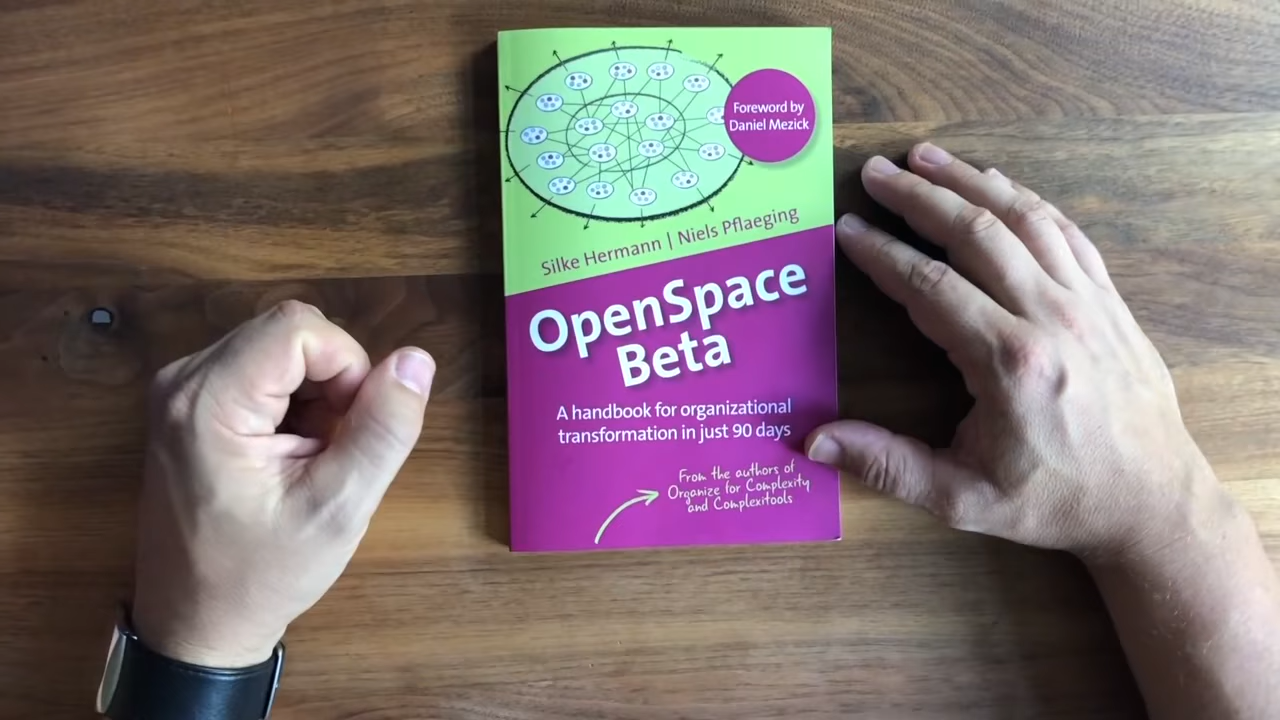 Foreword by
Daniel Mezick
Silke Hermann | Niels Pflaeging
OpenSpace
Beta
A handbook for organizational
transformation in just 90 days
From the authors of
Organize for Complexity
and Complexitools